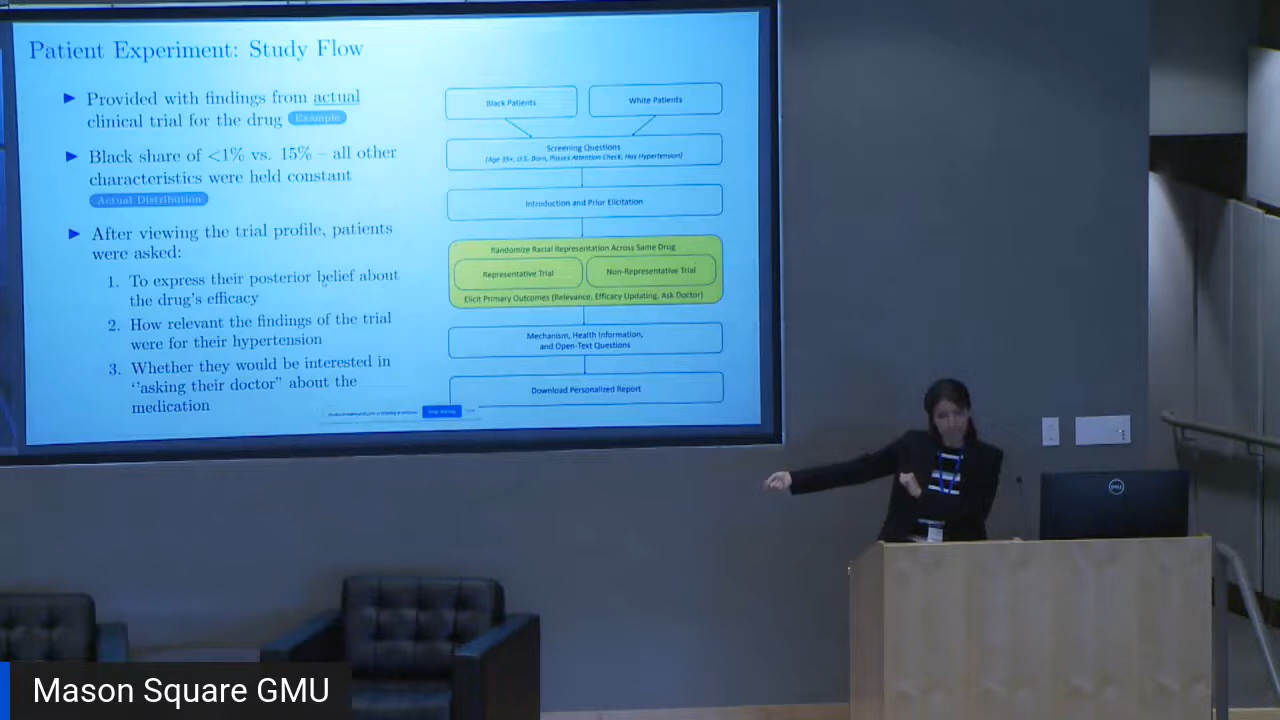 Patient Experiment: Study Flow
Provided with findings from actual
clinical trial for the drug Example
Black share of <1% vs. 15% – all other
characteristics were held constant
Actual Distribution
After viewing the trial profile, patients
were asked:
1. To express their posterior belief about
the drug's efficacy
2. How relevant the findings of the trial
were for their hypertension
3. Whether they would be interested in
"asking their doctor" about the
medication
Black Patients
White Patients
Screening Questions
(Age 35+, U.S. Born, Passes Attention Check, Has Hypertension)
Introduction and Prior Elicitation
Randomize Racial Representation Across Same Drug
Representative Trial
Non-Representative Trial
Elicit Primary Outcomes (Relevance, Efficacy Updating, Ask Doctor)
Mechanism, Health Information,
and Open-Text Questions
Download Personalized Report
Stop sharing
DELL
Mason Square GMU